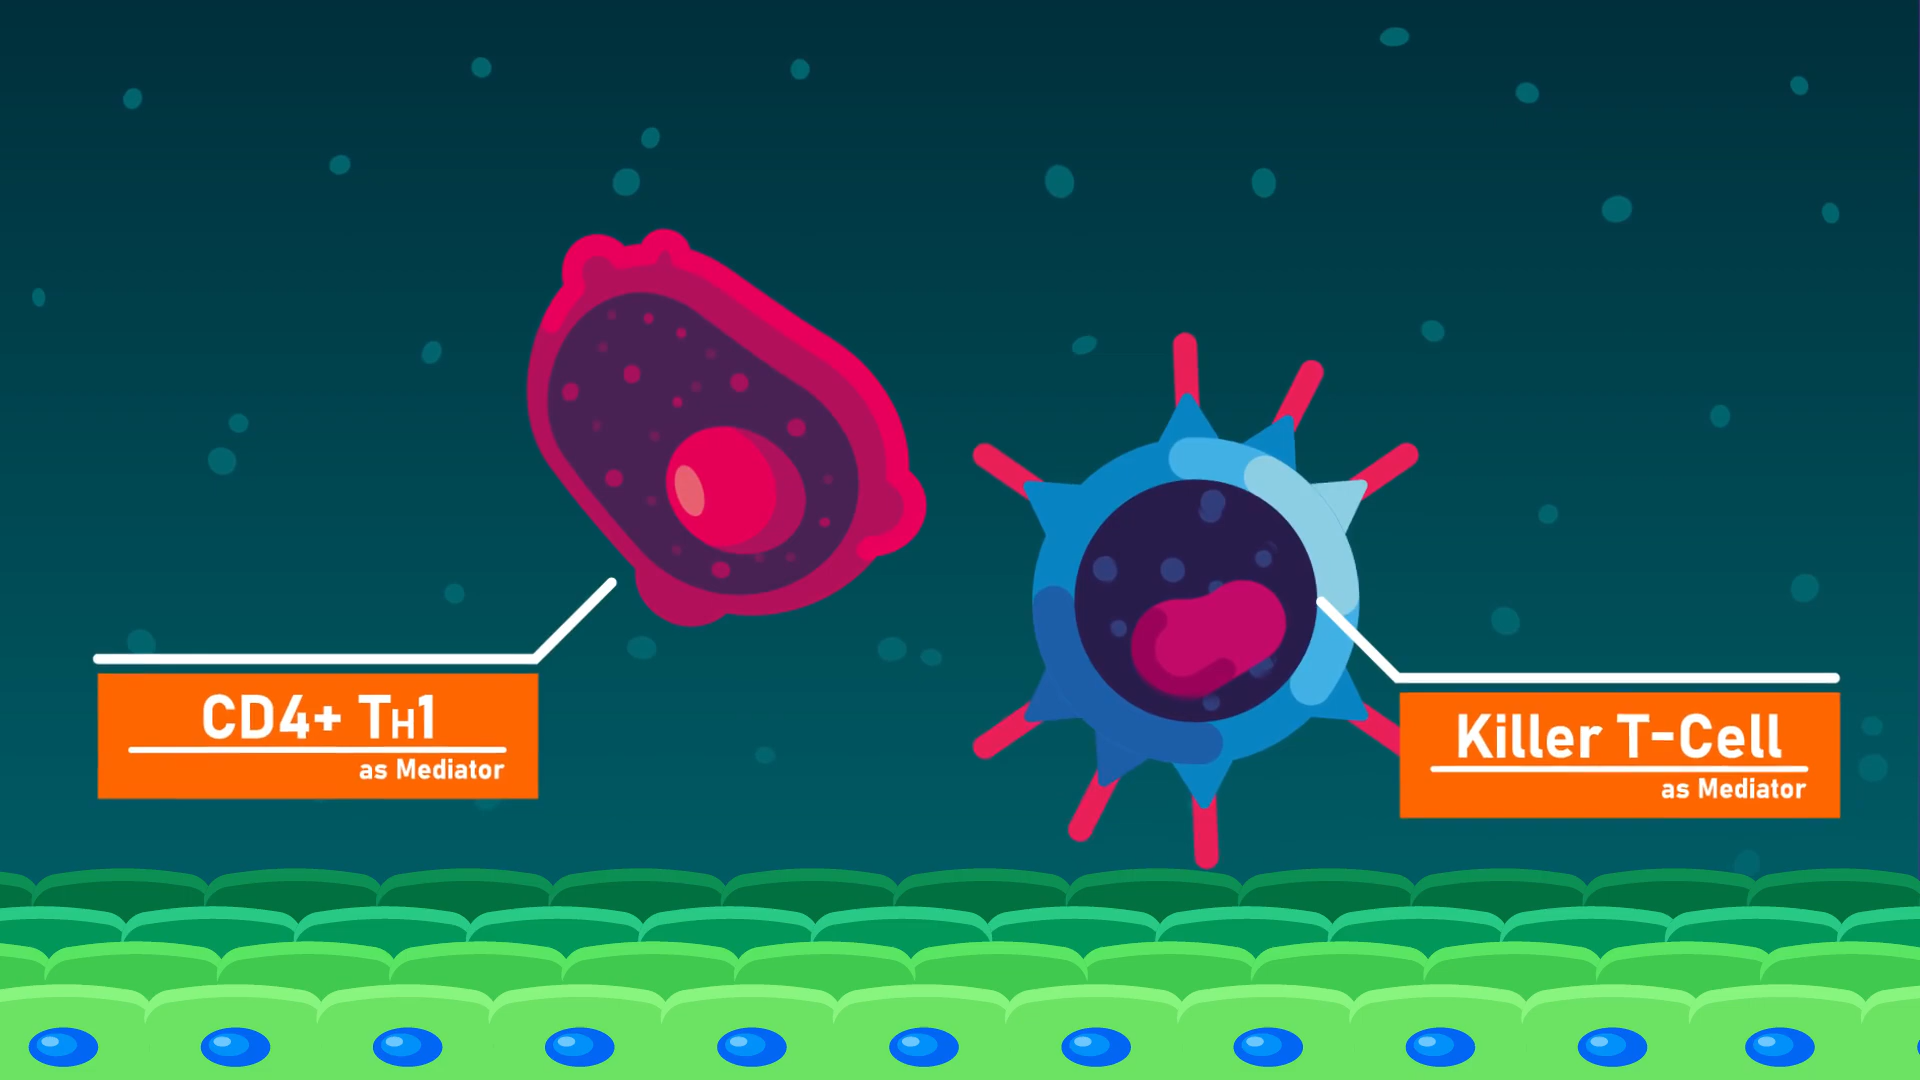 CD4+ TH1
as Mediator
Killer T-Cell
as Mediator